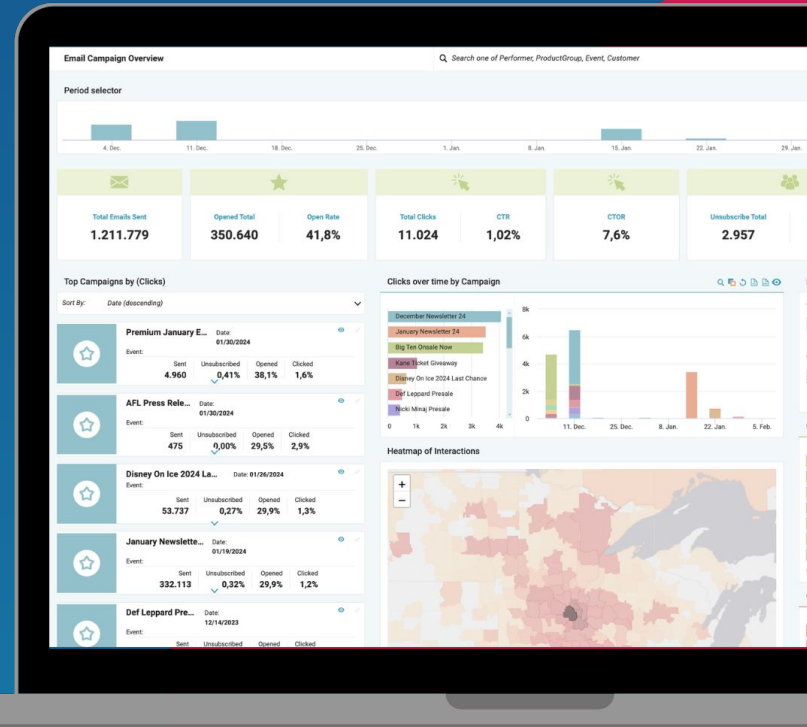 Email Campaign Overview
Search one of Performer, ProductGroup, Event, Customer
Period selector
4. Dec. 11. Dec. 18. Dec. 25. Dec. 1. Jan. 8. Jan. 15. Jan. 22. Jan. 29. Jan.
Total Emails Sent Opened Total Open Rate Total Clicks CTR CTOR Unsubscribe Total
1.211.779 350.640 41,8% 11.024 1,02% 7,6% 2.957
Top Campaigns by (Clicks)
Sort By: Date (descending)
Premium January E... Date:
01/30/2024
Event:
Sent Unsubscribed Opened Clicked
4.960 0,41% 38,1% 1,6%
AFL Press Rele... Date:
01/30/2024
Event:
Sent Unsubscribed Opened Clicked
475 0,00% 29,5% 2,9%
Disney On Ice 2024 La... Date: 01/26/2024
Event:
Sent Unsubscribed Opened Clicked
53.737 0,27% 29,9% 1,3%
January Newslette... Date:
01/19/2024
Event:
Sent Unsubscribed Opened Clicked
332.113 0,32% 29,9% 1,2%
Def Leppard Pre... Date:
12/14/2023
Event:
Sent Unsubscribed Opened Clicked
Clicks over time by Campaign
December Newsletter 24
January Newsletter 24
Big Ten Onsale Now
Kane Ticket Giveaway
Disney On Ice 2024 Last Chance
Def Leppard Presale
Nicki Minaj Presale
0 1k 2k 3k 4k
8k
6k
4k
2k
0
11. Dec. 25. Dec. 8. Jan. 22. Jan. 5. Feb.
Heatmap of Interactions
+
−